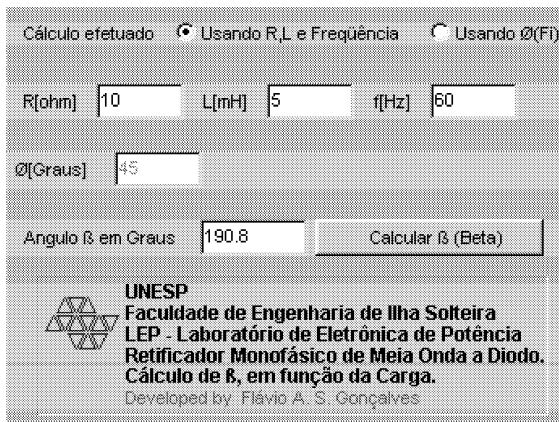 Cálculo efetuado Usando R,L e Freqüência Usando Ø(Fi)
R[ohm] 10 L[mH] 5 f[Hz] 60
Ø[Graus] 45
Angulo ß em Graus 190.8 Calcular ß (Beta)
UNESP
Faculdade de Engenharia de Ilha Solteira
LEP - Laboratório de Eletrônica de Potência
Retificador Monofásico de Meia Onda a Diodo.
Cálculo de ß, em função da Carga.
Developed by Flávio A. S. Gonçalves